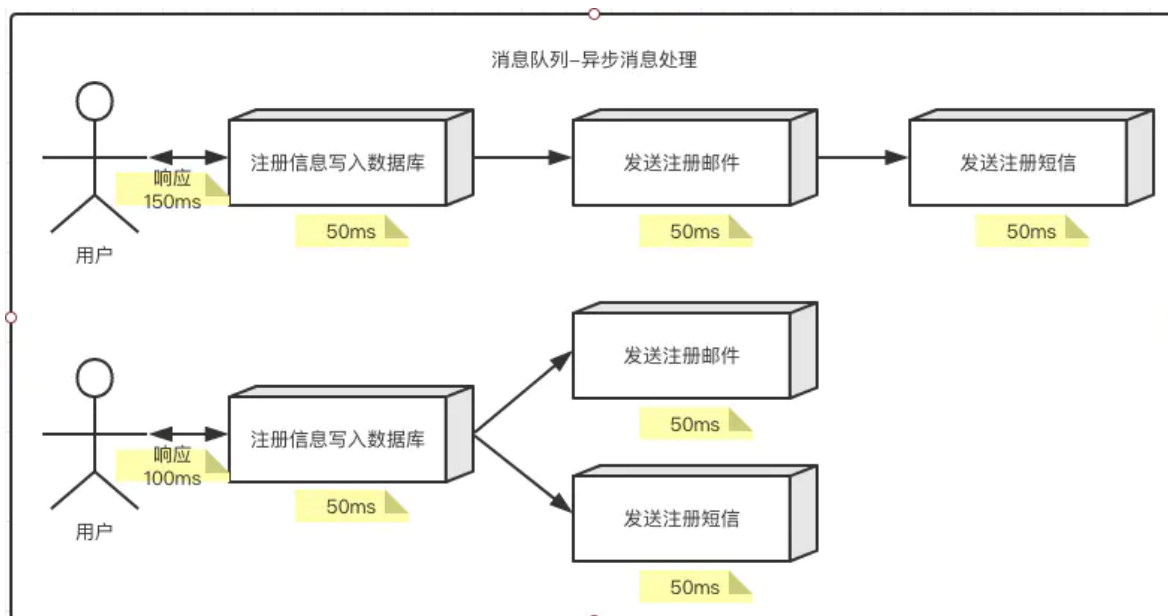 消息队列-异步消息处理
注册信息写入数据库
发送注册邮件
发送注册短信
响应
150ms
50ms
50ms
50ms
用户
发送注册邮件
50ms
注册信息写入数据库
响应
100ms
50ms
发送注册短信
用户
50ms